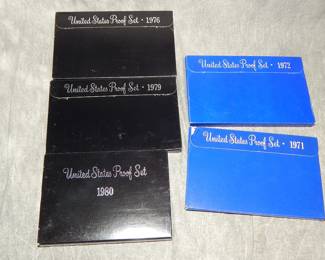 United States Proof Set · 1976
United States Proof Set · 1979
United States Proof Set
1980
United States Proof Set · 1972
United States Proof Set · 1971